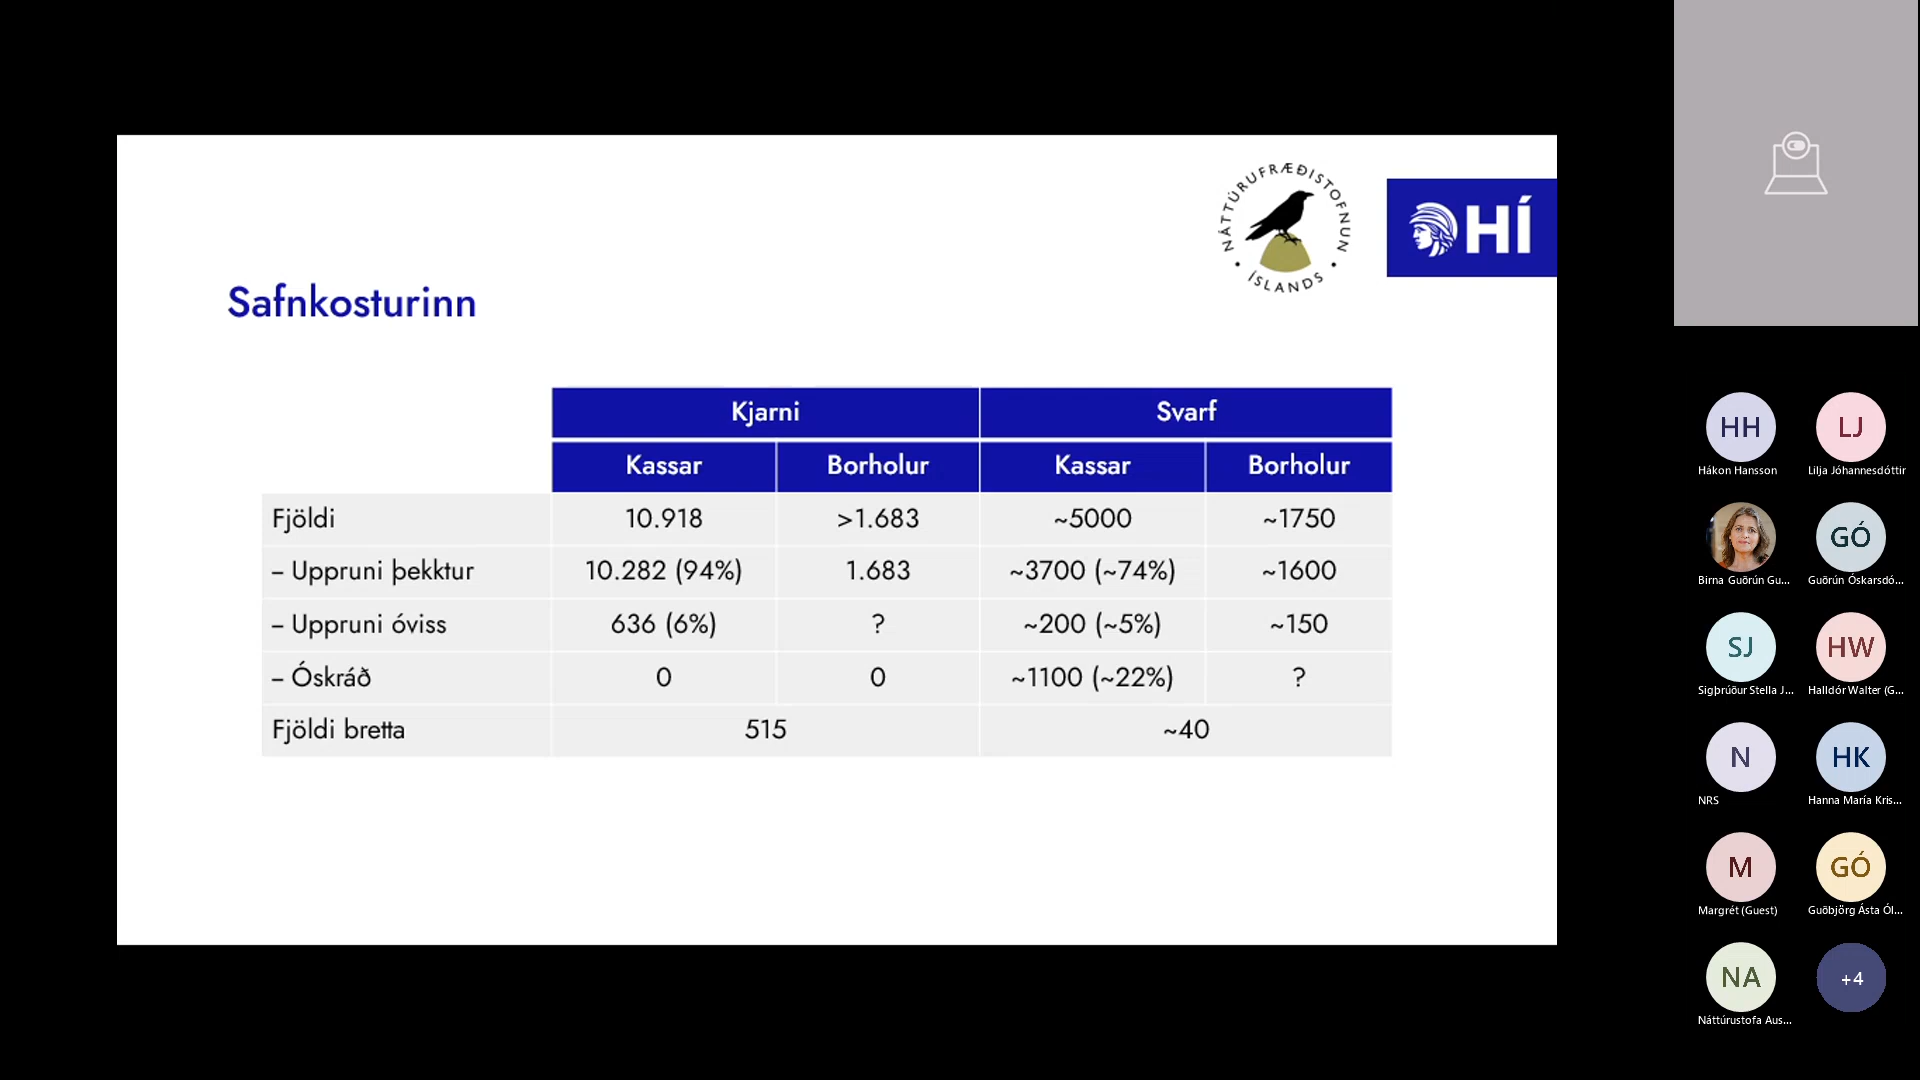 NÁTTÚRUFRÆÐISTOFNUN
• ÍSLANDS •
HÍ
Safnkosturinn
Kjarni Svarf
Kassar Borholur Kassar Borholur
Fjöldi 10.918 >1.683 ~5000 ~1750
– Uppruni þekktur 10.282 (94%) 1.683 ~3700 (~74%) ~1600
– Uppruni óviss 636 (6%) ? ~200 (~5%) ~150
– Óskráð 0 0 ~1100 (~22%) ?
Fjöldi bretta 515 ~40
HH LJ
Hákon Hansson Lilja Jóhannesdóttir
GÓ
Birna Guðrún Gu... Guðrún Óskarsdó...
SJ HW
Sigþrúður Stella J... Halldór Walter (G...
N HK
NRS Hanna María Kris...
M GÓ
Margrét (Guest) Guðbjörg Ásta Ól...
NA +4
Náttúrustofa Aus...